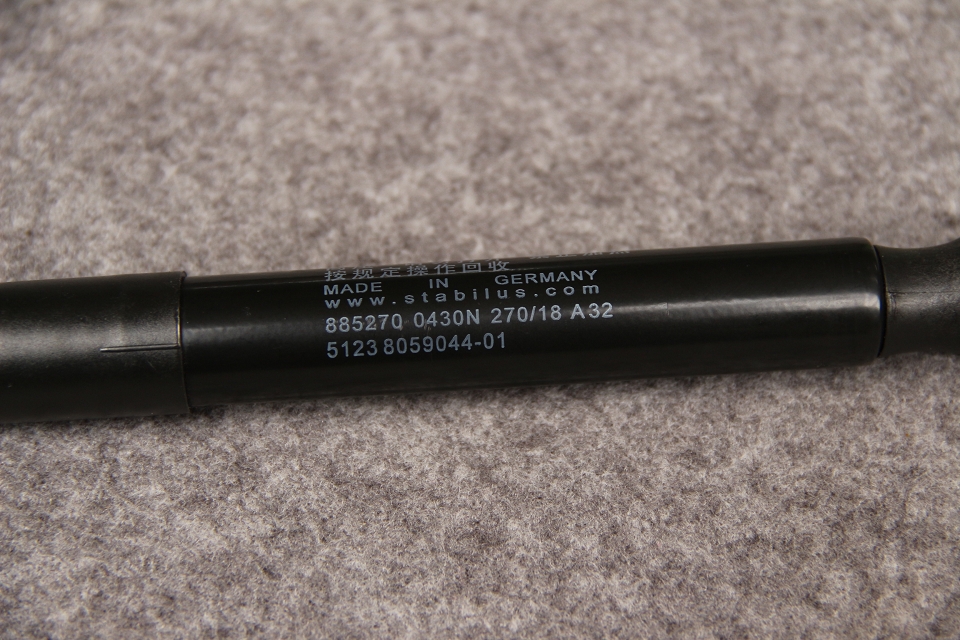 按规定操作回收
MADE IN GERMANY
www.stabilus.com
885270 0430N 270/18 A32
5123 8059044-01